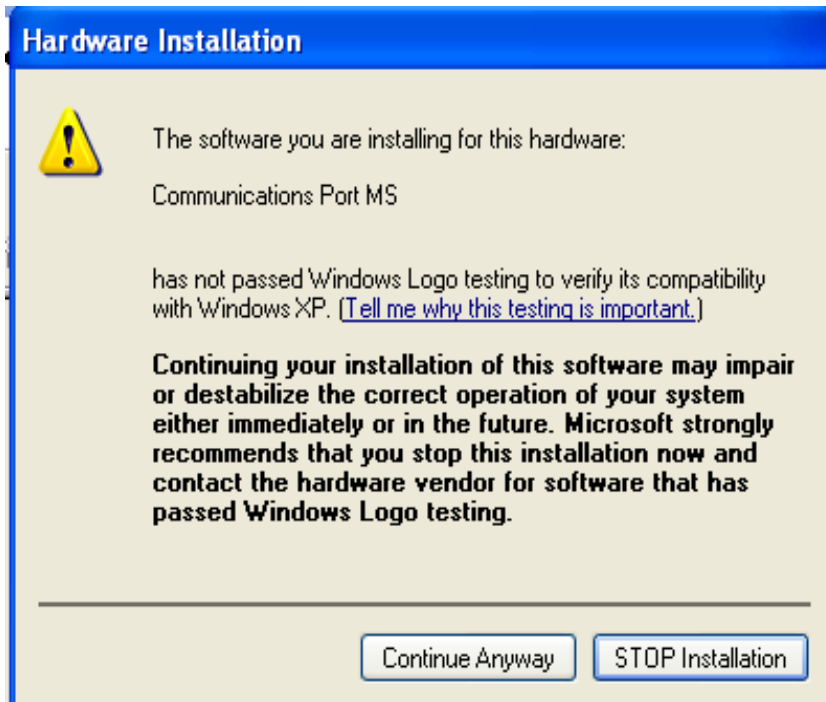 Hardware Installation
The software you are installing for this hardware:
Communications Port MS
has not passed Windows Logo testing to verify its compatibility
with Windows XP. (Tell me why this testing is important.)
Continuing your installation of this software may impair
or destabilize the correct operation of your system
either immediately or in the future. Microsoft strongly
recommends that you stop this installation now and
contact the hardware vendor for software that has
passed Windows Logo testing.
Continue Anyway
STOP Installation